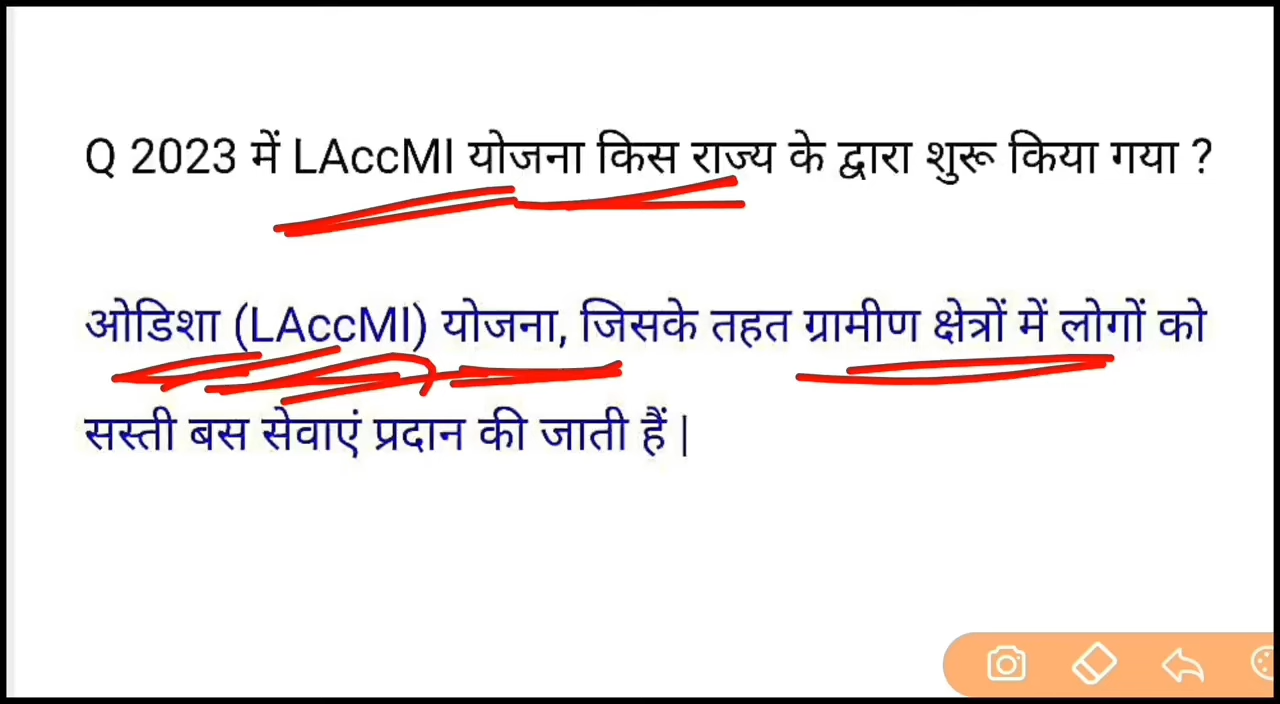 Q 2023 में LAccMI योजना किस राज्य के द्वारा शुरू किया गया ?
ओडिशा (LAccMI) योजना, जिसके तहत ग्रामीण क्षेत्रों में लोगों को
सस्ती बस सेवाएं प्रदान की जाती हैं |